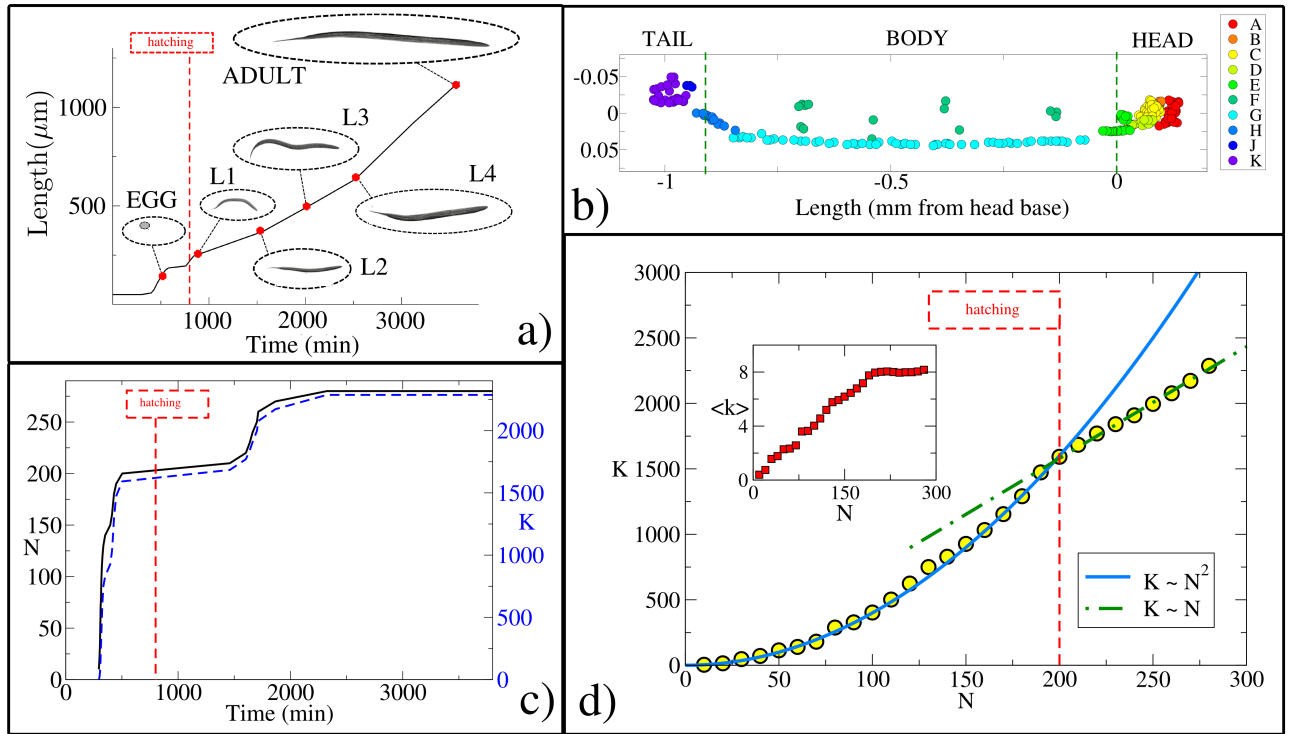 hatching
ADULT
L3
L1
L4
EGG
L2
Length(μm)
1000
500
1000
2000
3000
Time (min)
a)
TAIL
BODY
HEAD
-0.05
0
0.05
-1
-0.5
0
Length (mm from head base)
b)
A
B
C
D
E
F
G
H
J
K
hatching
N
250
200
150
100
50
0
0
1000
2000
3000
Time (min)
K
2000
1500
1000
500
0
c)
hatching
3000
2500
2000
1500
1000
500
0
K
0
50
100
150
200
250
300
N
<k>
8
4
0
0
150
300
N
K ~ N²
K ~ N
d)